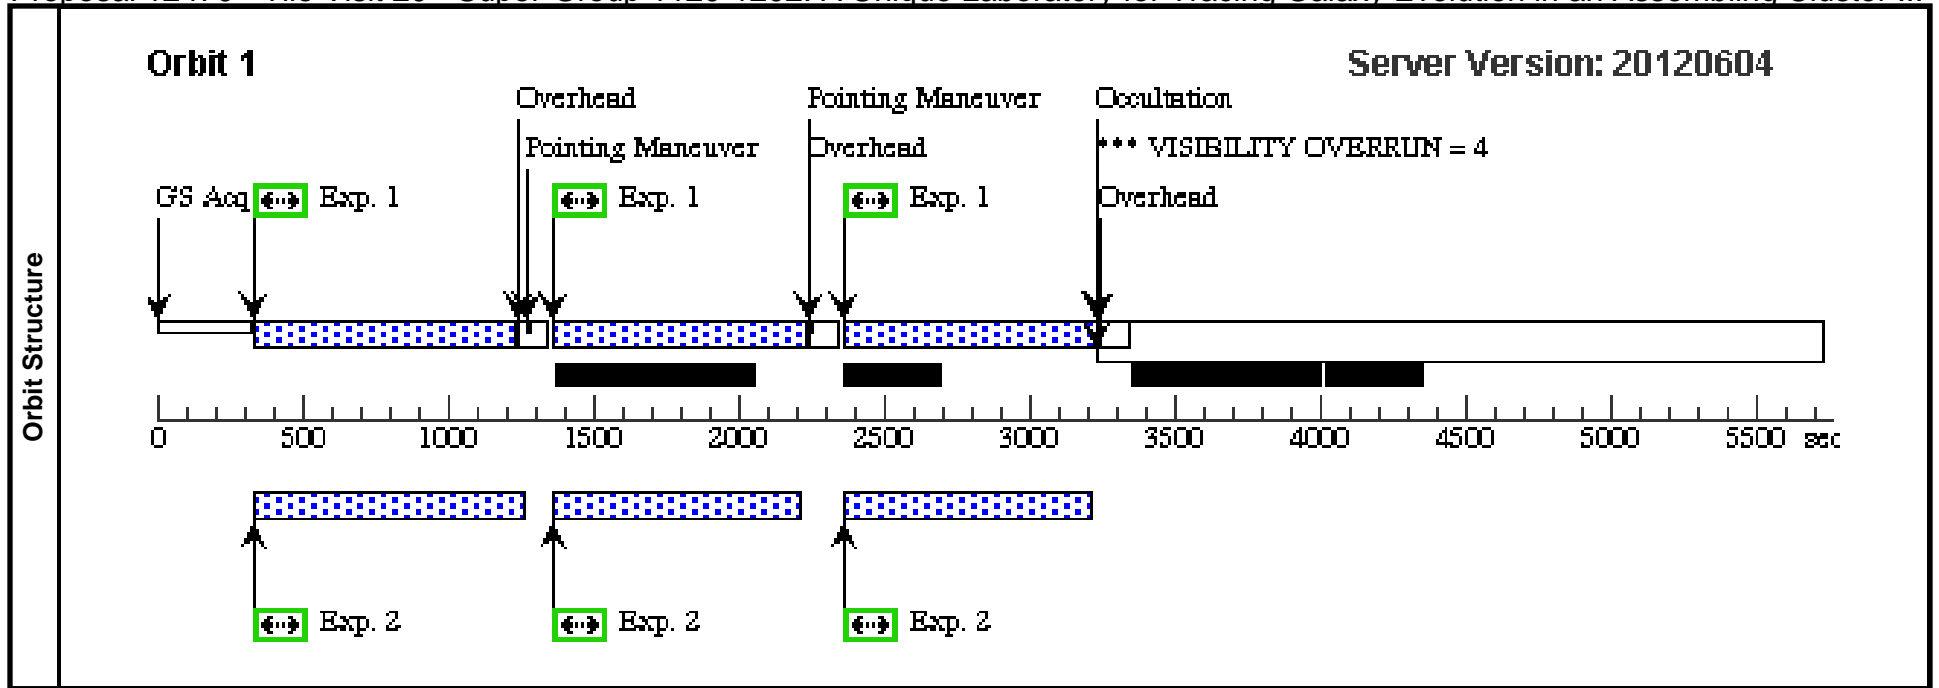 Orbit Structure
Orbit 1
Server Version: 20120604
Overhead
Pointing Maneuver
Occultation
Pointing Maneuver
Overhead
*** VISIBILITY OVERRUN = 4
GS Acq
Exp. 1
Exp. 1
Exp. 1
Overhead
0 500 1000 1500 2000 2500 3000 3500 4000 4500 5000 5500 sec
Exp. 2
Exp. 2
Exp. 2